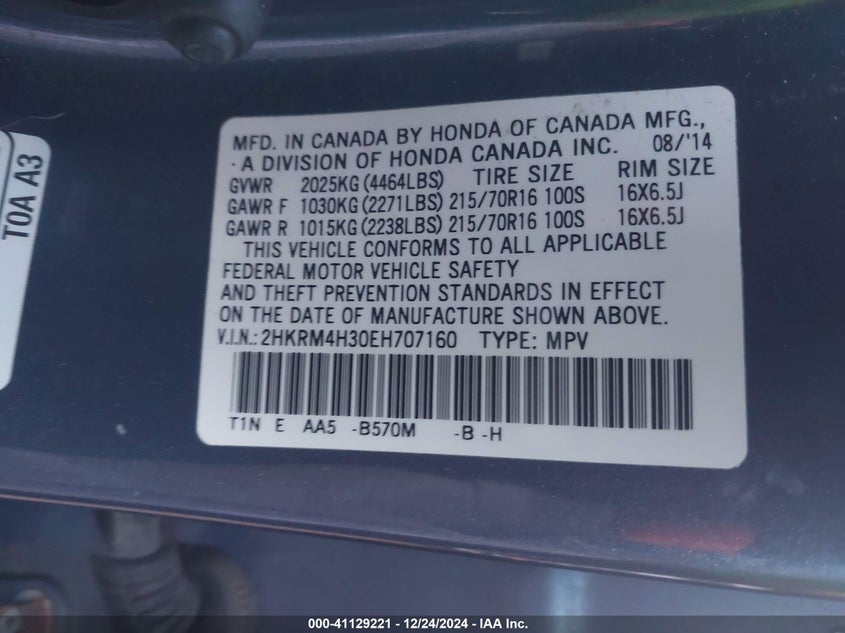 MFD. IN CANADA BY HONDA OF CANADA MFG.,
A DIVISION OF HONDA CANADA INC. 08/'14
GVWR 2025KG (4464LBS) TIRE SIZE RIM SIZE
GAWR F 1030KG (2271LBS) 215/70R16 100S 16X6.5J
GAWR R 1015KG (2238LBS) 215/70R16 100S 16X6.5J
THIS VEHICLE CONFORMS TO ALL APPLICABLE
FEDERAL MOTOR VEHICLE SAFETY
AND THEFT PREVENTION STANDARDS IN EFFECT
ON THE DATE OF MANUFACTURE SHOWN ABOVE.
V.I.N.: 2HKRM4H30EH707160 TYPE: MPV
T1N E AA5 -B570M -B -H
T0A A3
000-41129221 - 12/24/2024 - IAA Inc.